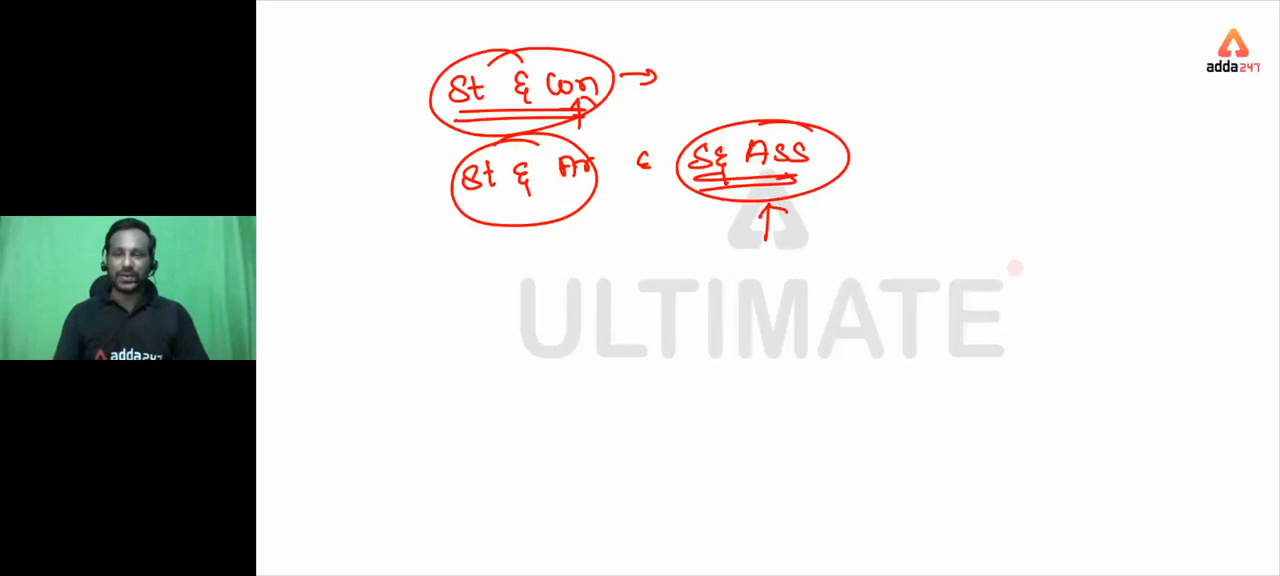 adda247
St & Con →
St & Ar & S& ASS
ULTIMATE
adda247